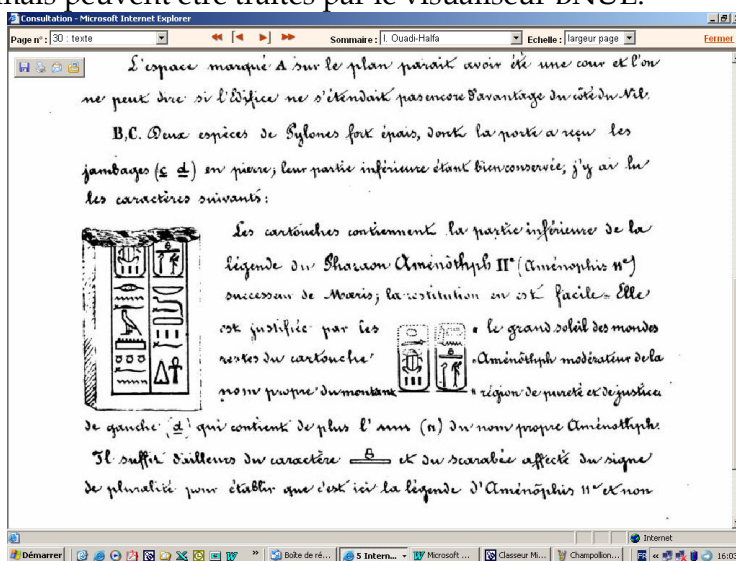 mais peuvent être traités par le visualiseur BNUE.
Consultation - Microsoft Internet Explorer
Page n° : 30 : texte Sommaire : I. Ouadi-Halfa Echelle : largeur page Fermer
L'espace marqué A sur le plan parait avoir été une cour et l'on
ne peut dire si l'Édifice ne s'étendait pas encore d'avantage du côté du Nil.
B, C. Deux espèces de Pylones fort épais, dont la porte a reçu les
jambages (c d) en pierre; leur partie inférieure étant bien conservée; j'y ai lu
les caractères suivants:
Les cartouches contiennent la partie inférieure de la
légende du Pharaon Aménôthph IIe (Aménophis IIe)
successeur de Mœris; la restitution en est facile. Elle
est justifiée par les « le grand soleil des mondes
restes du cartouche « Aménôthph modérateur de la
nom propre du montant « région de pureté et de justice
de gauche (d) qui contient de plus l' (n) du nom propre Aménôthph.
Il suffit d'ailleurs du caractère et du scarabée affecté du signe
de pluralité pour établir que c'est ici la légende d'Aménôphis IIe et non
Internet
Démarrer Boîte de ré... 5 Intern... Microsoft ... Classeur Mi... Champollion... FR 16:03